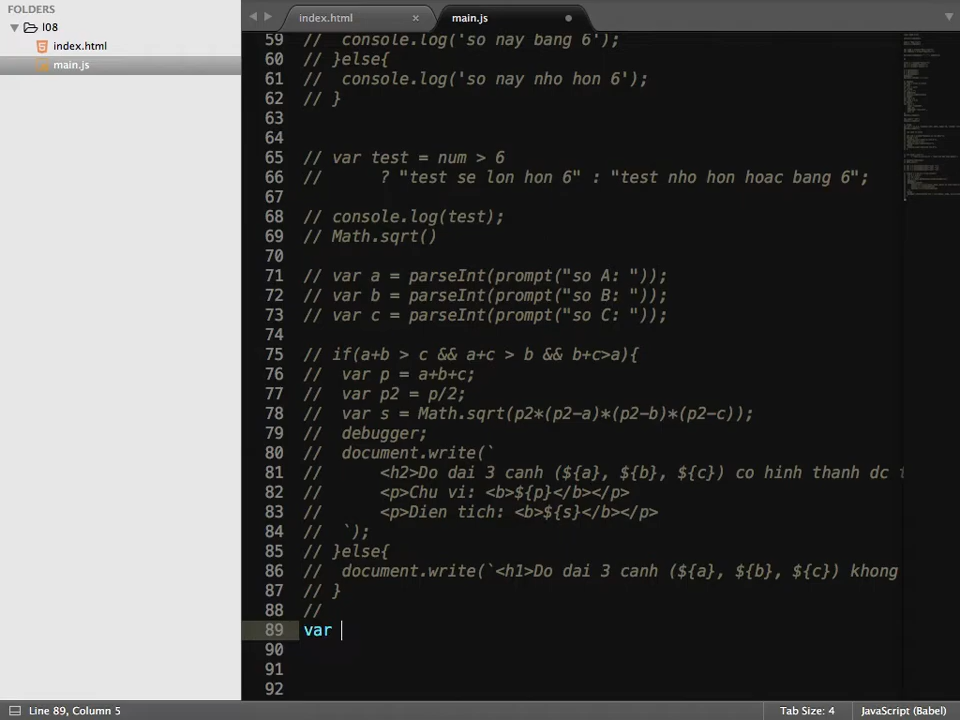 FOLDERS
l08
index.html
main.js
index.html
main.js
59 // console.log('so nay bang 6');
60 // }else{
61 // console.log('so nay nho hon 6');
62 // }
63
64
65 // var test = num > 6
66 // ? "test se lon hon 6" : "test nho hon hoac bang 6";
67
68 // console.log(test);
69 // Math.sqrt()
70
71 // var a = parseInt(prompt("so A: "));
72 // var b = parseInt(prompt("so B: "));
73 // var c = parseInt(prompt("so C: "));
74
75 // if(a+b > c && a+c > b && b+c>a){
76 // var p = a+b+c;
77 // var p2 = p/2;
78 // var s = Math.sqrt(p2*(p2-a)*(p2-b)*(p2-c));
79 // debugger;
80 // document.write(`
81 // <h2>Do dai 3 canh (${a}, ${b}, ${c}) co hinh thanh dc t
82 // <p>Chu vi: <b>${p}</b></p>
83 // <p>Dien tich: <b>${s}</b></p>
84 // `);
85 // }else{
86 // document.write(`<h1>Do dai 3 canh (${a}, ${b}, ${c}) khong
87 // }
88 //
89 var
90
91
92
Line 89, Column 5
Tab Size: 4
JavaScript (Babel)